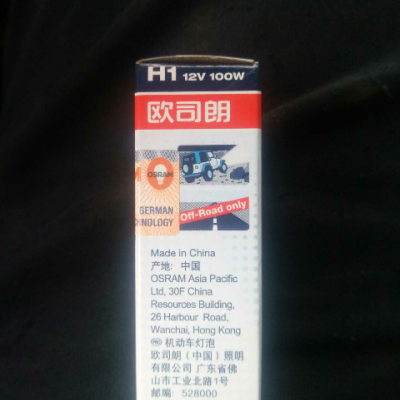 H1 12V 100W
欧司朗
OSRAM
GERMAN
Off-Road only
Made in China
产地: 中国
OSRAM Asia Pacific
Ltd, 30F China
Resources Building,
26 Harbour Road,
Wanchai, Hong Kong
机动车灯泡
欧司朗（中国）照明
有限公司 广东省佛
山市工业北路1号
邮编: 528000